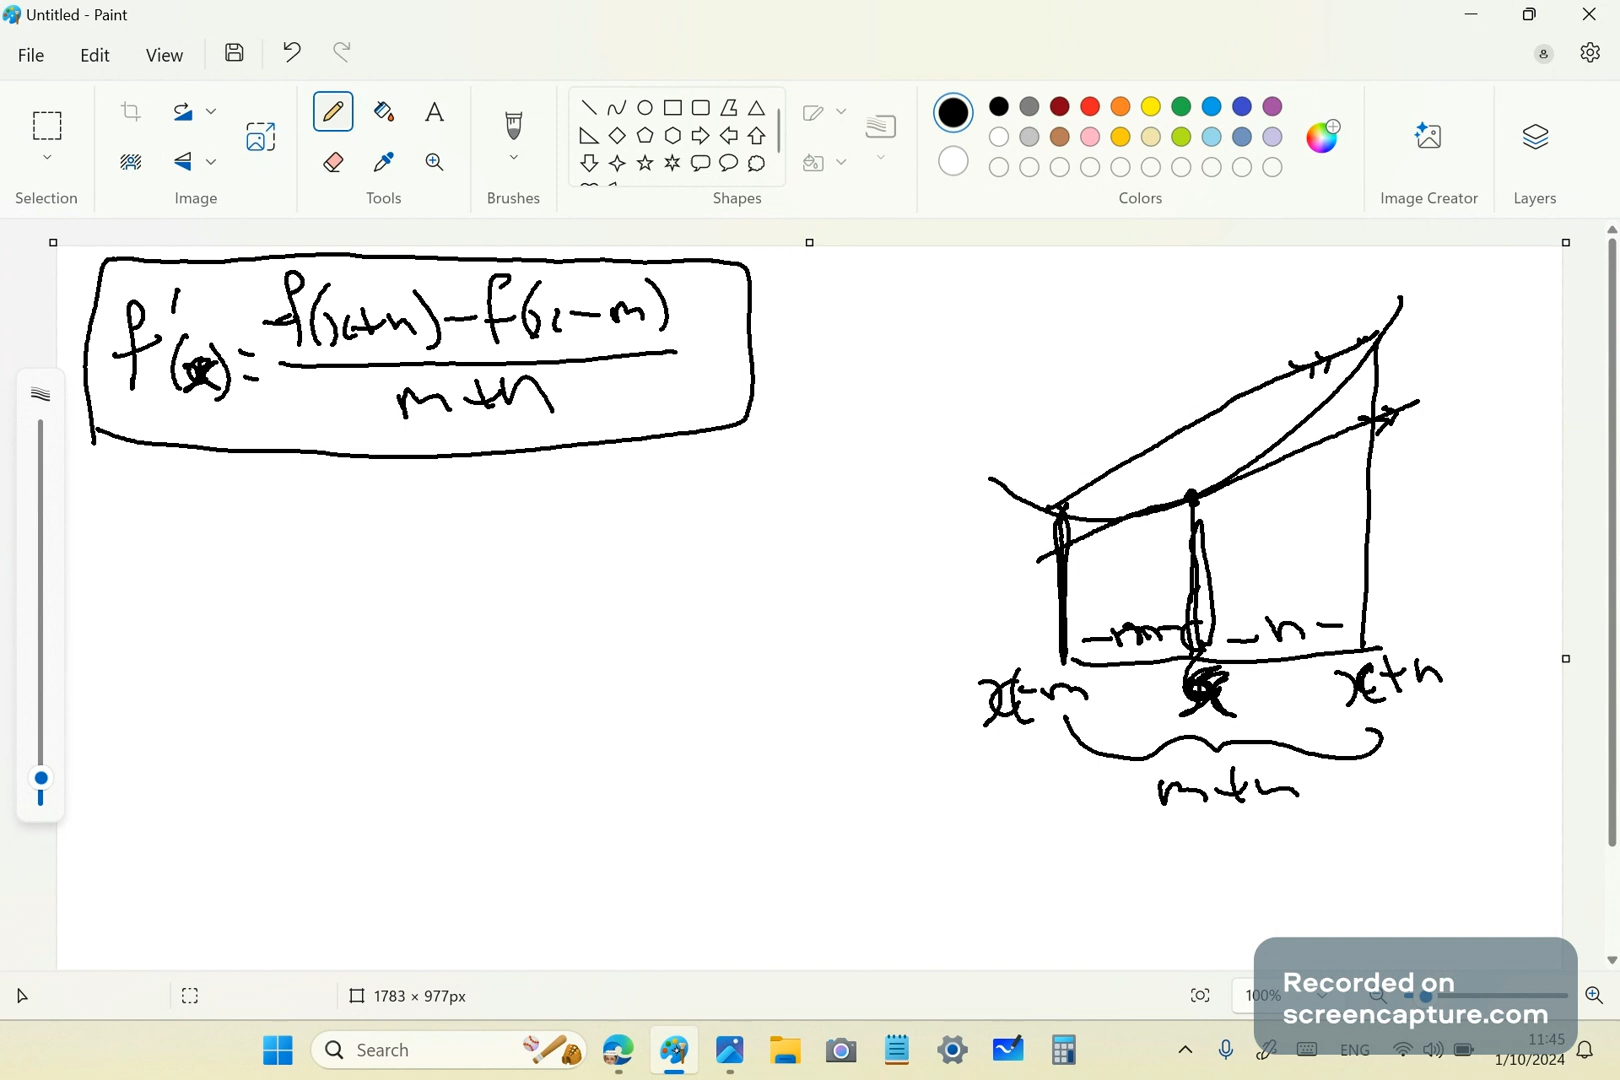 Untitled - Paint
File Edit View
Selection Image Tools Brushes Shapes Colors Image Creator Layers
f'(x) = f(x+n) - f(x-m)
m+n
m n
x-m x x+n
m+n
1783 × 977px 100%
Recorded on
screencapture.com
Search ENG 11:45
1/10/2024